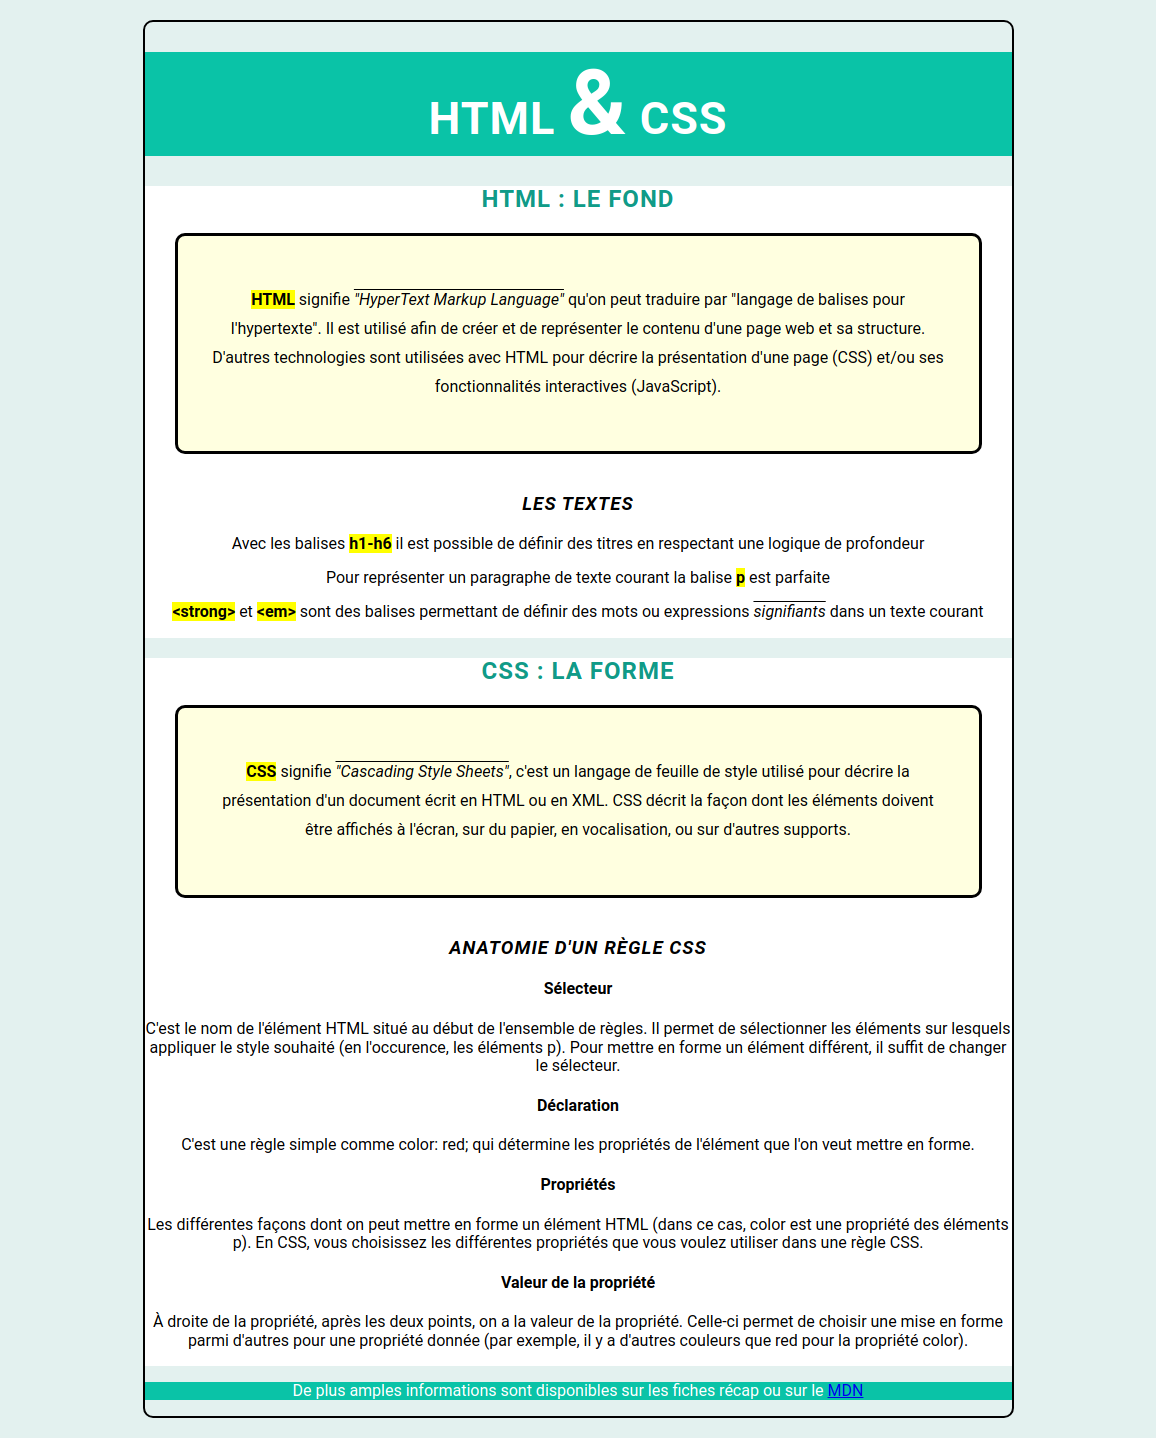 HTML & CSS
HTML : LE FOND
HTML signifie "HyperText Markup Language" qu'on peut traduire par "langage de balises pour
l'hypertexte". Il est utilisé afin de créer et de représenter le contenu d'une page web et sa structure.
D'autres technologies sont utilisées avec HTML pour décrire la présentation d'une page (CSS) et/ou ses
fonctionnalités interactives (JavaScript).
LES TEXTES
Avec les balises h1-h6 il est possible de définir des titres en respectant une logique de profondeur
Pour représenter un paragraphe de texte courant la balise p est parfaite
<strong> et <em> sont des balises permettant de définir des mots ou expressions signifiants dans un texte courant
CSS : LA FORME
CSS signifie "Cascading Style Sheets", c'est un langage de feuille de style utilisé pour décrire la
présentation d'un document écrit en HTML ou en XML. CSS décrit la façon dont les éléments doivent
être affichés à l'écran, sur du papier, en vocalisation, ou sur d'autres supports.
ANATOMIE D'UN RÈGLE CSS
Sélecteur
C'est le nom de l'élément HTML situé au début de l'ensemble de règles. Il permet de sélectionner les éléments sur lesquels
appliquer le style souhaité (en l'occurence, les éléments p). Pour mettre en forme un élément différent, il suffit de changer
le sélecteur.
Déclaration
C'est une règle simple comme color: red; qui détermine les propriétés de l'élément que l'on veut mettre en forme.
Propriétés
Les différentes façons dont on peut mettre en forme un élément HTML (dans ce cas, color est une propriété des éléments
p). En CSS, vous choisissez les différentes propriétés que vous voulez utiliser dans une règle CSS.
Valeur de la propriété
À droite de la propriété, après les deux points, on a la valeur de la propriété. Celle-ci permet de choisir une mise en forme
parmi d'autres pour une propriété donnée (par exemple, il y a d'autres couleurs que red pour la propriété color).
De plus amples informations sont disponibles sur les fiches récap ou sur le MDN